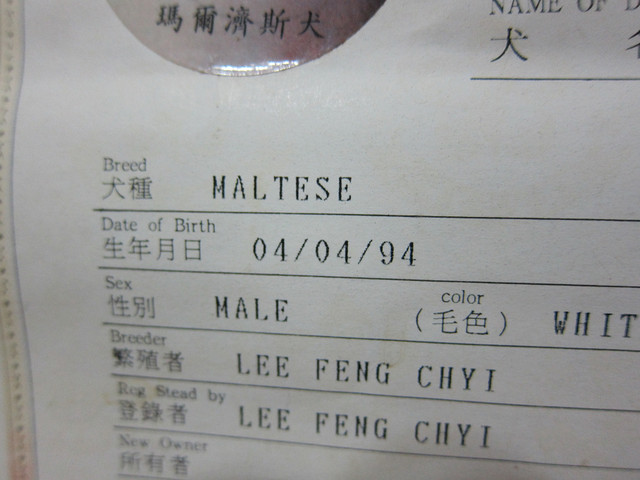 瑪爾濟斯犬
NAME OF D
犬 名
Breed
犬種 MALTESE
Date of Birth
生年月日 04/04/94
Sex color
性別 MALE (毛色) WHIT
Breeder
繁殖者 LEE FENG CHYI
Reg Stead by
登錄者 LEE FENG CHYI
New Owner
所有者